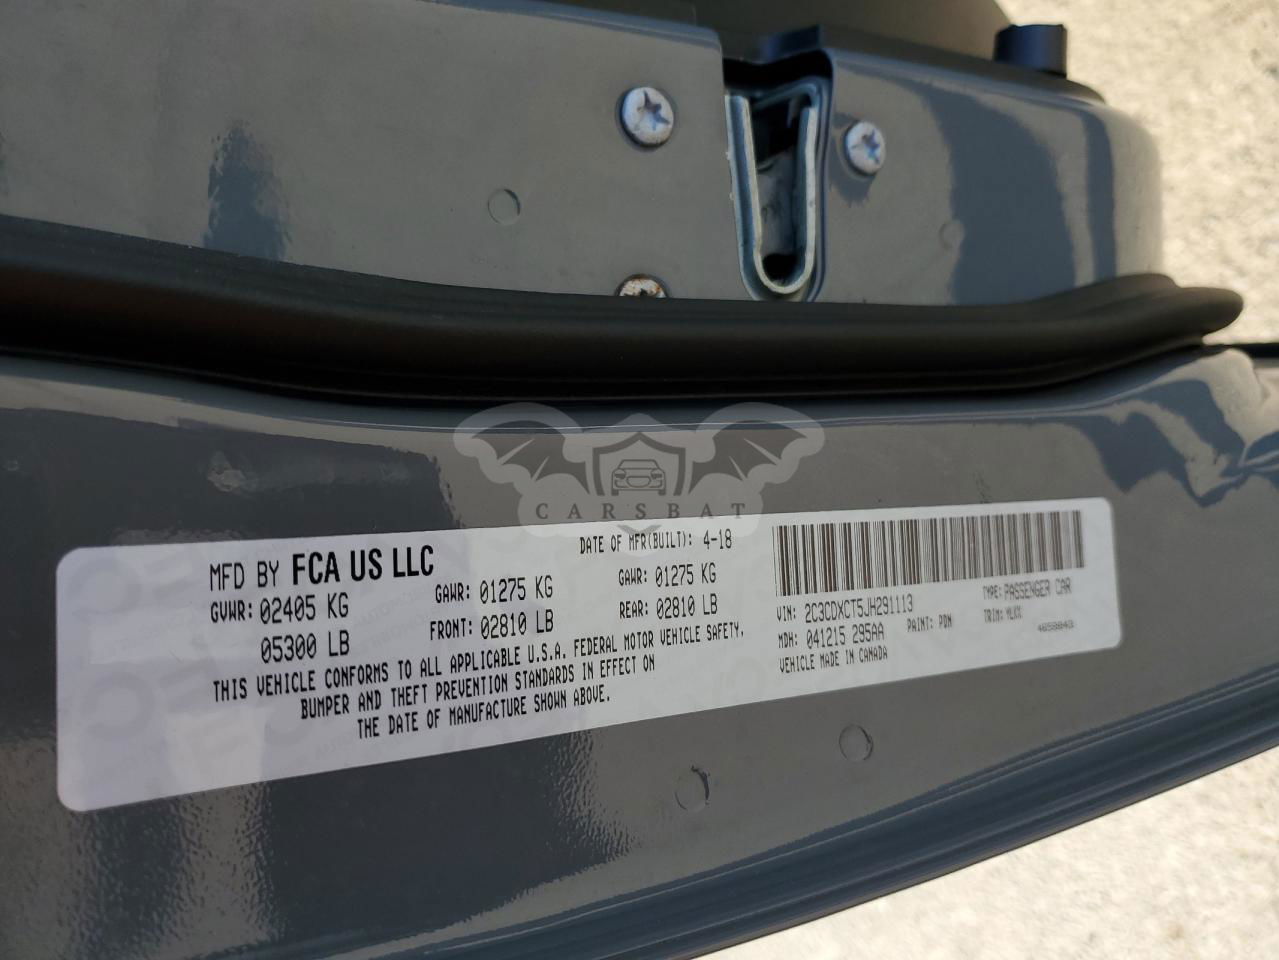 CARSBAT
MFD BY FCA US LLC
DATE OF MFR(BUILT): 4-18
GVWR: 02405 KG
GAWR: 01275 KG
GAWR: 01275 KG
05300 LB
FRONT: 02810 LB
REAR: 02810 LB
THIS VEHICLE CONFORMS TO ALL APPLICABLE U.S.A. FEDERAL MOTOR VEHICLE SAFETY,
BUMPER AND THEFT PREVENTION STANDARDS IN EFFECT ON
THE DATE OF MANUFACTURE SHOWN ABOVE.
VIN: 2C3CDXCT5JH291113
TYPE: PASSENGER CAR
MDH: 041215 295AA
PAINT: PDN
TRIM: MLKX
VEHICLE MADE IN CANADA